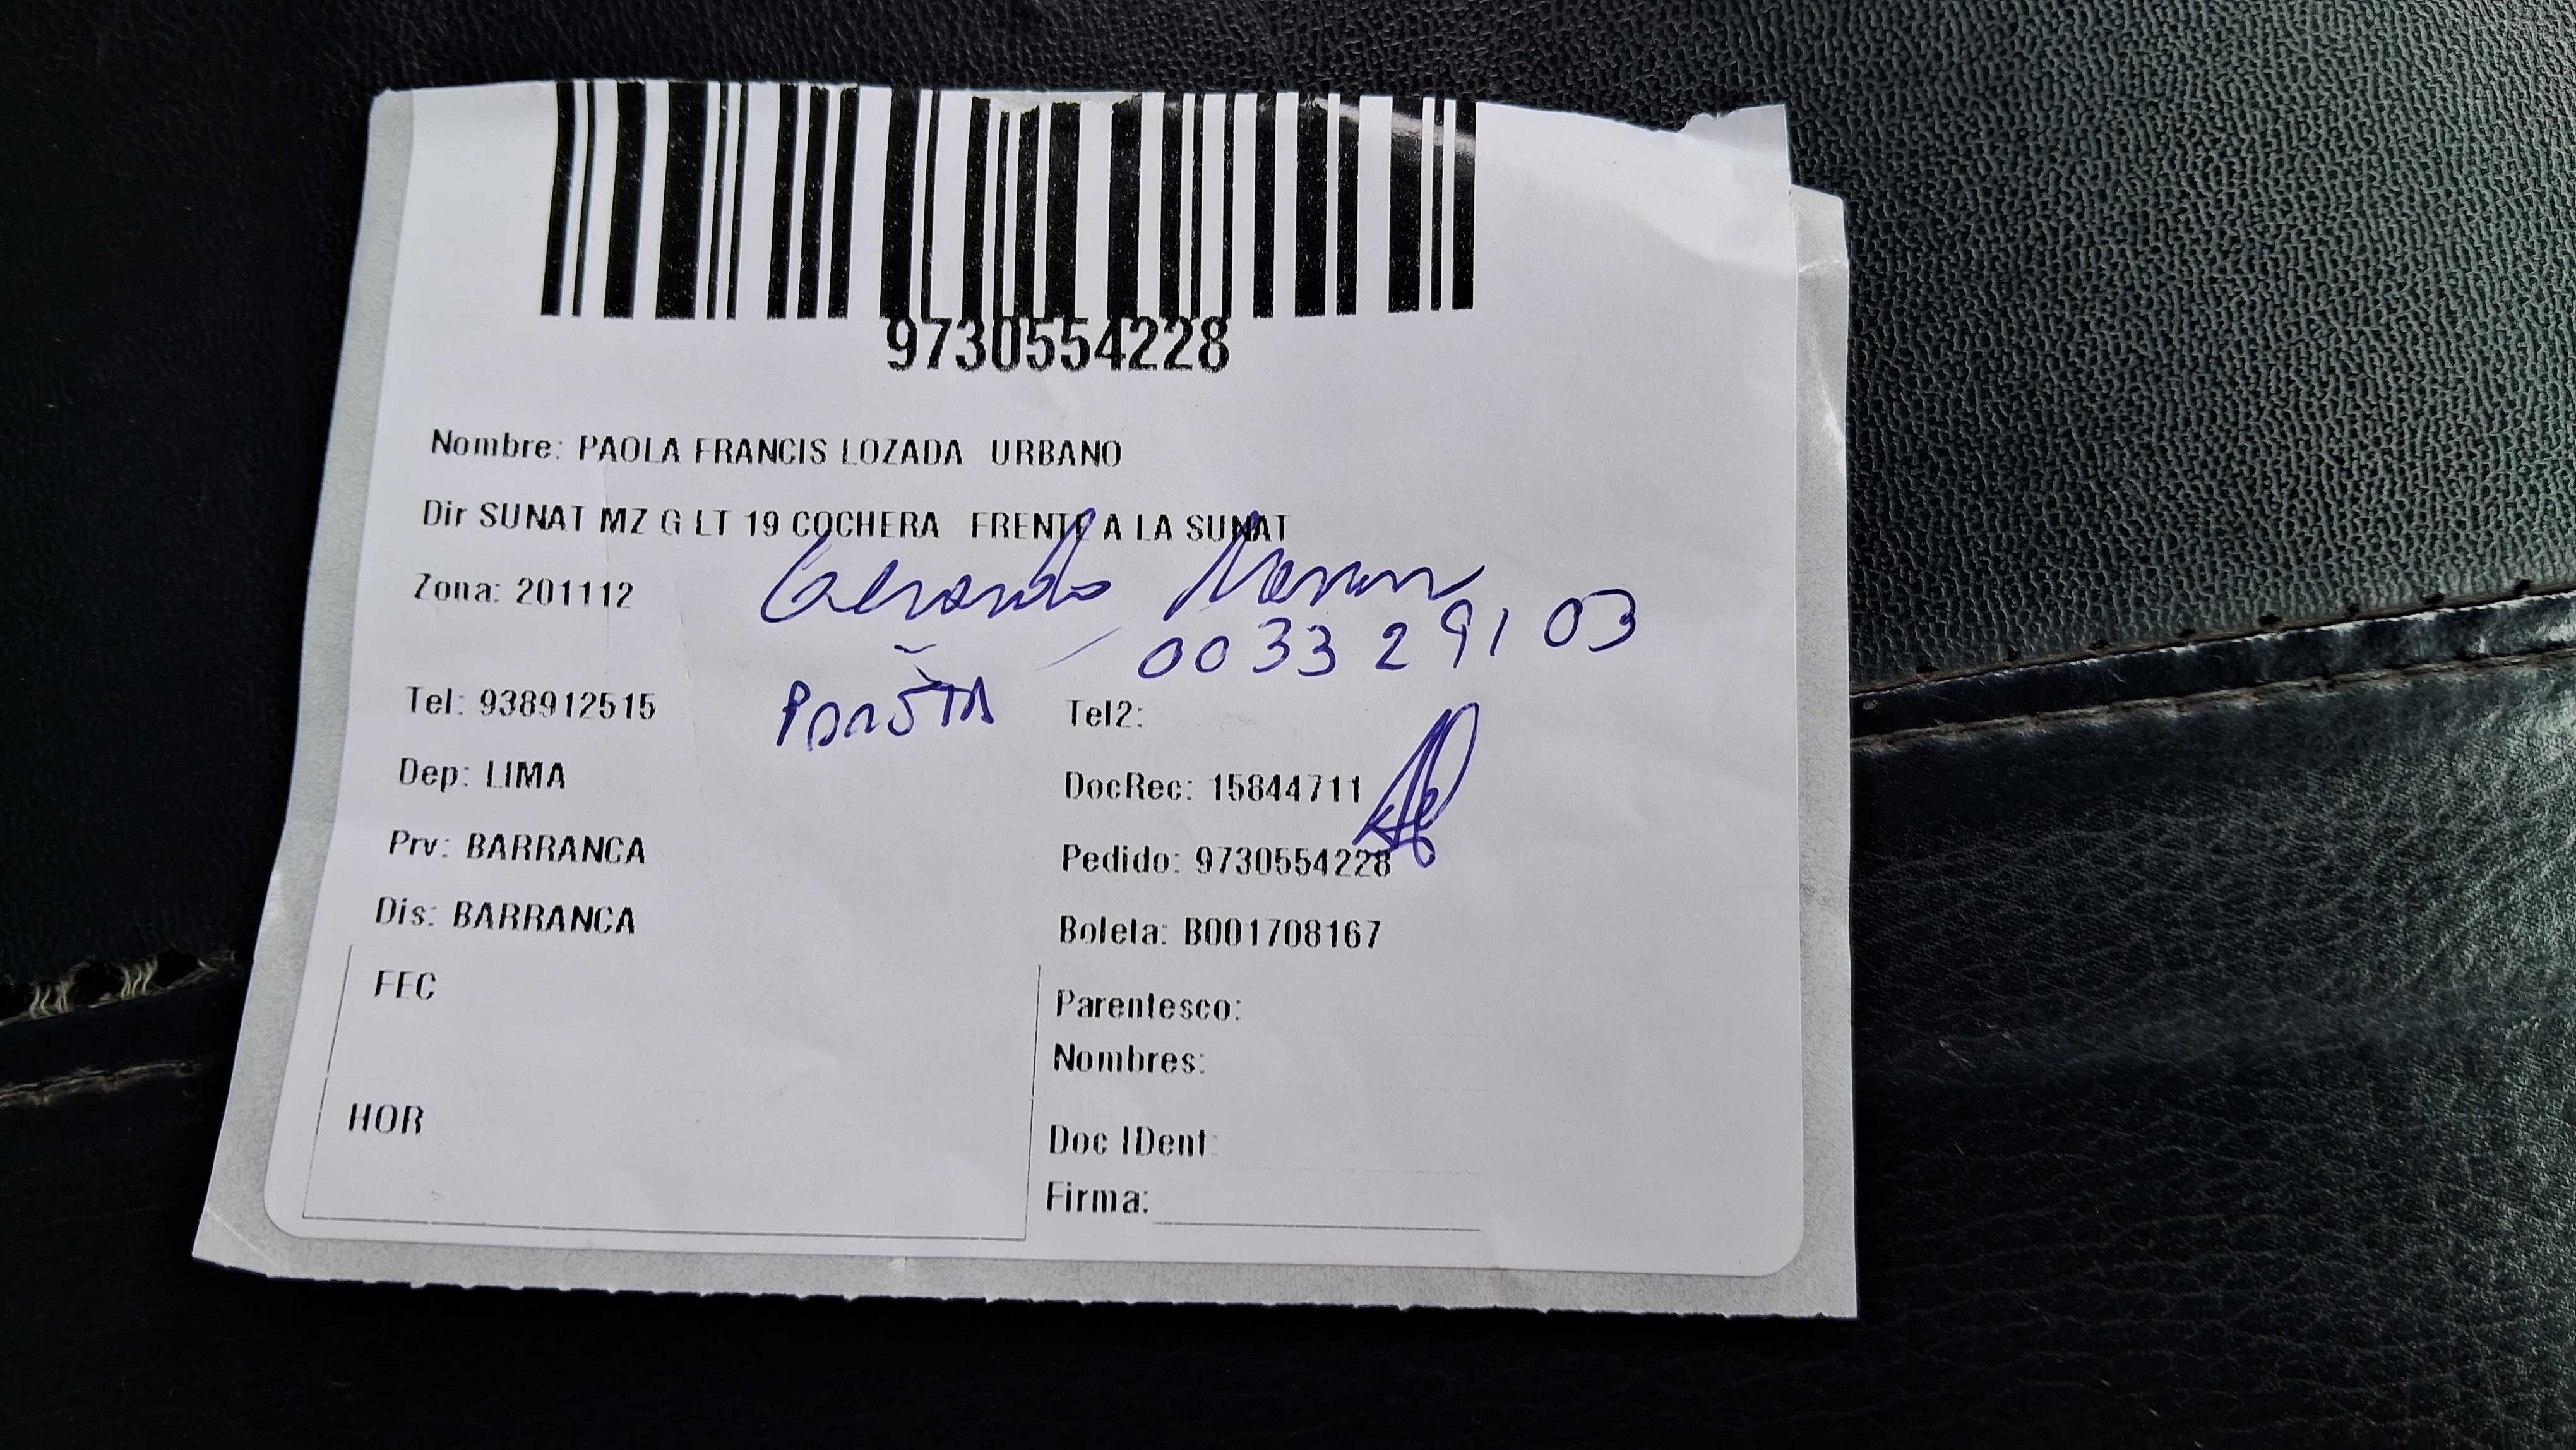 9730554228
Nombre: PAOLA FRANCIS LOZADA URBANO
Dir SUNAT MZ G LT 19 COCHERA FRENTE A LA SUNAT
Zona: 201112
Gerardo
003329103
Tel: 938912515
Tel2:
Dep: LIMA
DocRec: 15844711
Prv: BARRANCA
Pedido: 9730554228
Dis: BARRANCA
Boleta: B001708167
FEC
Parentesco:
Nombres:
HOR
Doc IDent:
Firma: